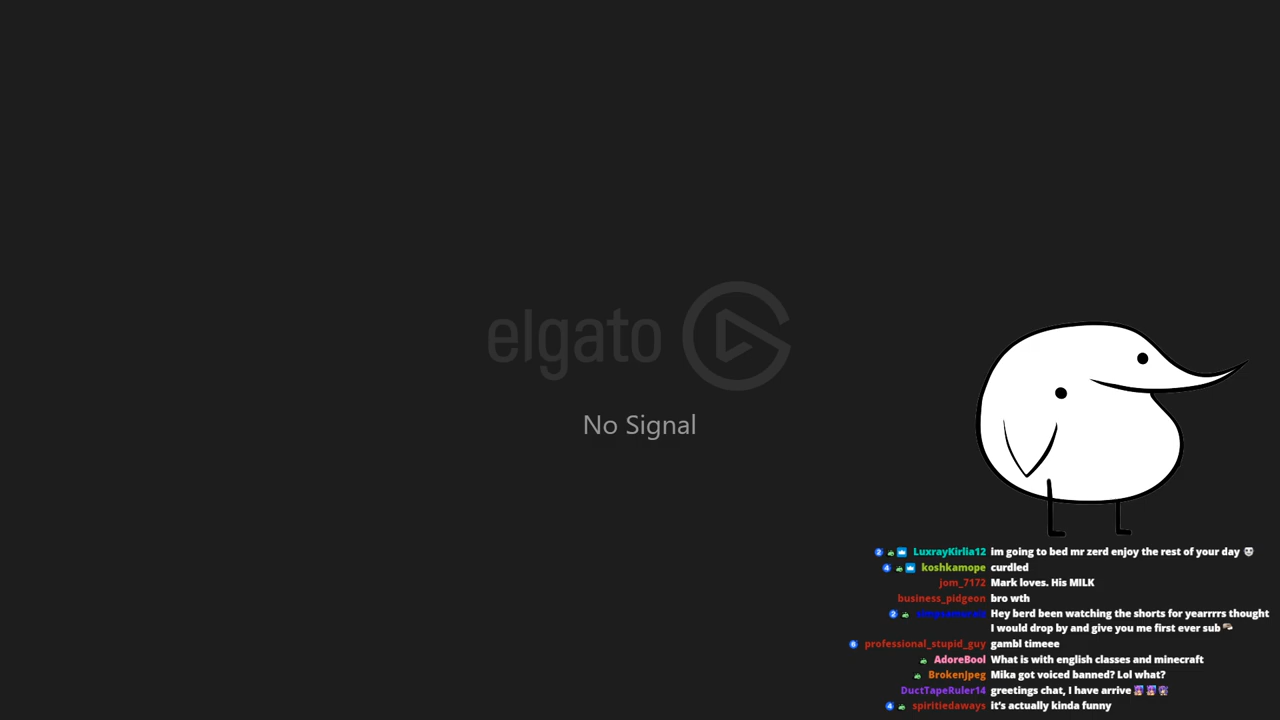 elgato
No Signal
LuxrayKirlia12 im going to bed mr zerd enjoy the rest of your day
koshkamope curdled
jom_7172 Mark loves. His MILK
business_pidgeon bro wth
Hey berd been watching the shorts for yearrrrs thought
I would drop by and give you me first ever sub
professional_stupid_guy gambl timeee
AdoreBool What is with english classes and minecraft
BrokenJpeg Mika got voiced banned? Lol what?
DuctTapeRuler14 greetings chat, I have arrive
spiritiedaways it's actually kinda funny